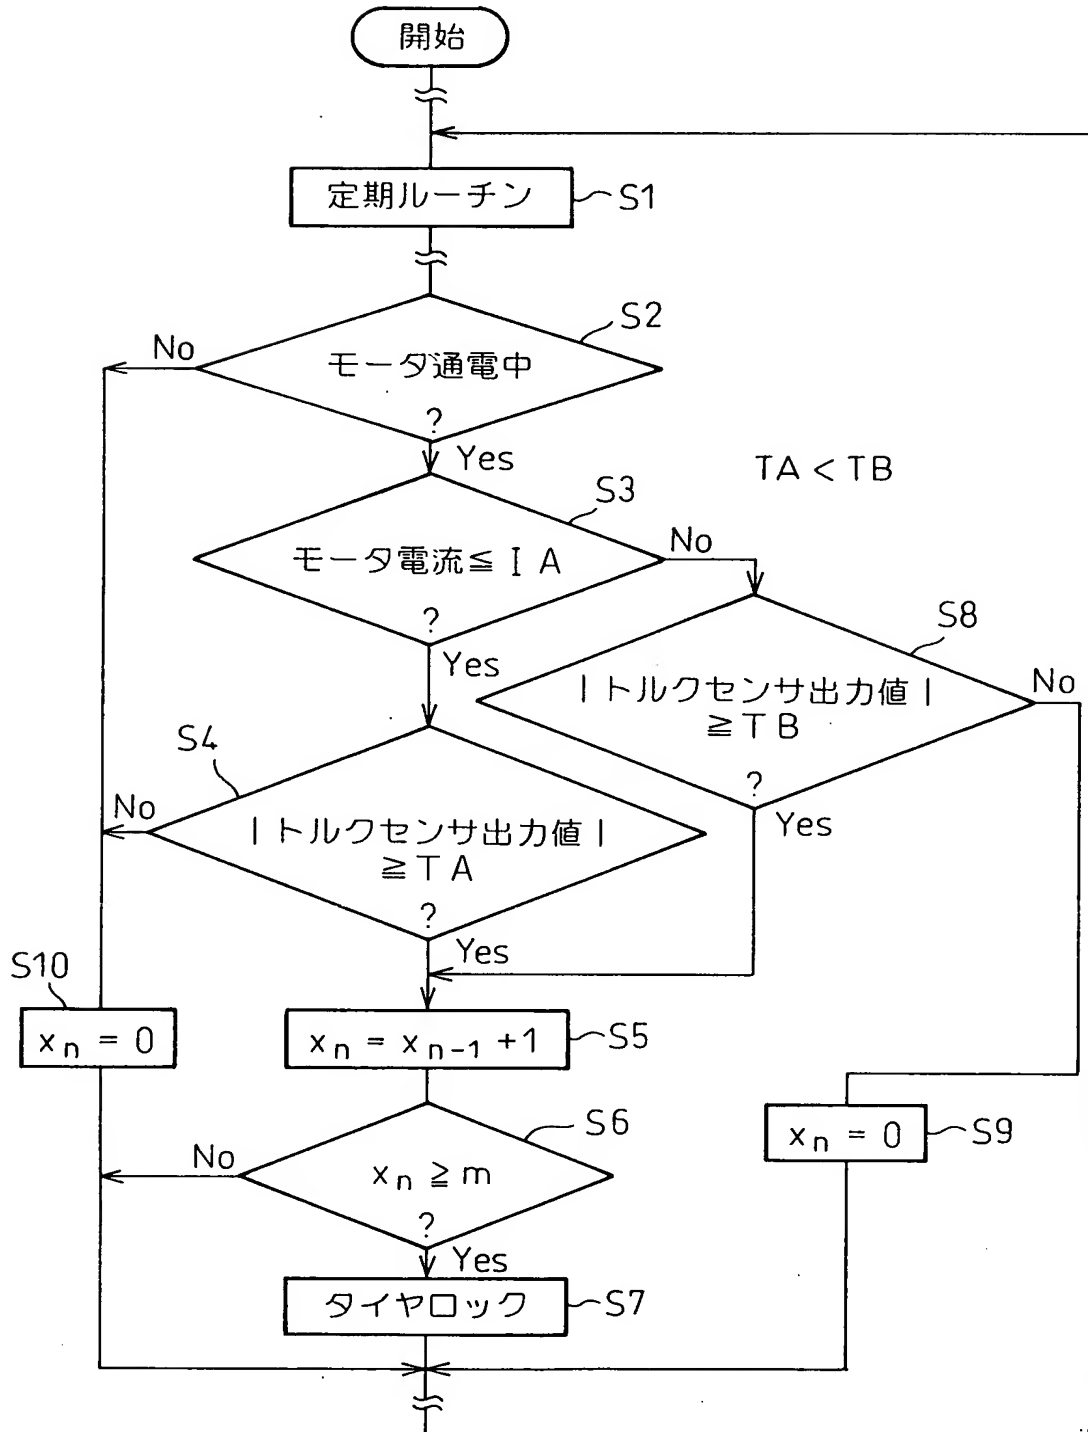 開始
定期ルーチン
S1
S2
No
モータ通電中
?
Yes
TA < TB
S3
No
モータ電流≦IA
?
Yes
S8
|トルクセンサ出力値|
≧TB
?
No
Yes
S4
No
|トルクセンサ出力値|
≧TA
?
Yes
S10
xn = 0
xn = xn-1 +1
S5
S6
No
xn ≧ m
?
Yes
xn = 0
S9
タイヤロック
S7